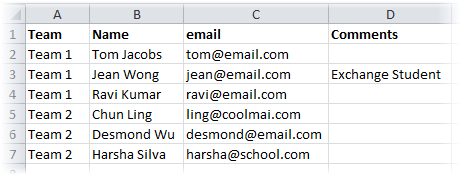 A B C D
1 Team Name email Comments
2 Team 1 Tom Jacobs tom@email.com
3 Team 1 Jean Wong jean@email.com Exchange Student
4 Team 1 Ravi Kumar ravi@email.com
5 Team 2 Chun Ling ling@coolmai.com
6 Team 2 Desmond Wu desmond@email.com
7 Team 2 Harsha Silva harsha@school.com